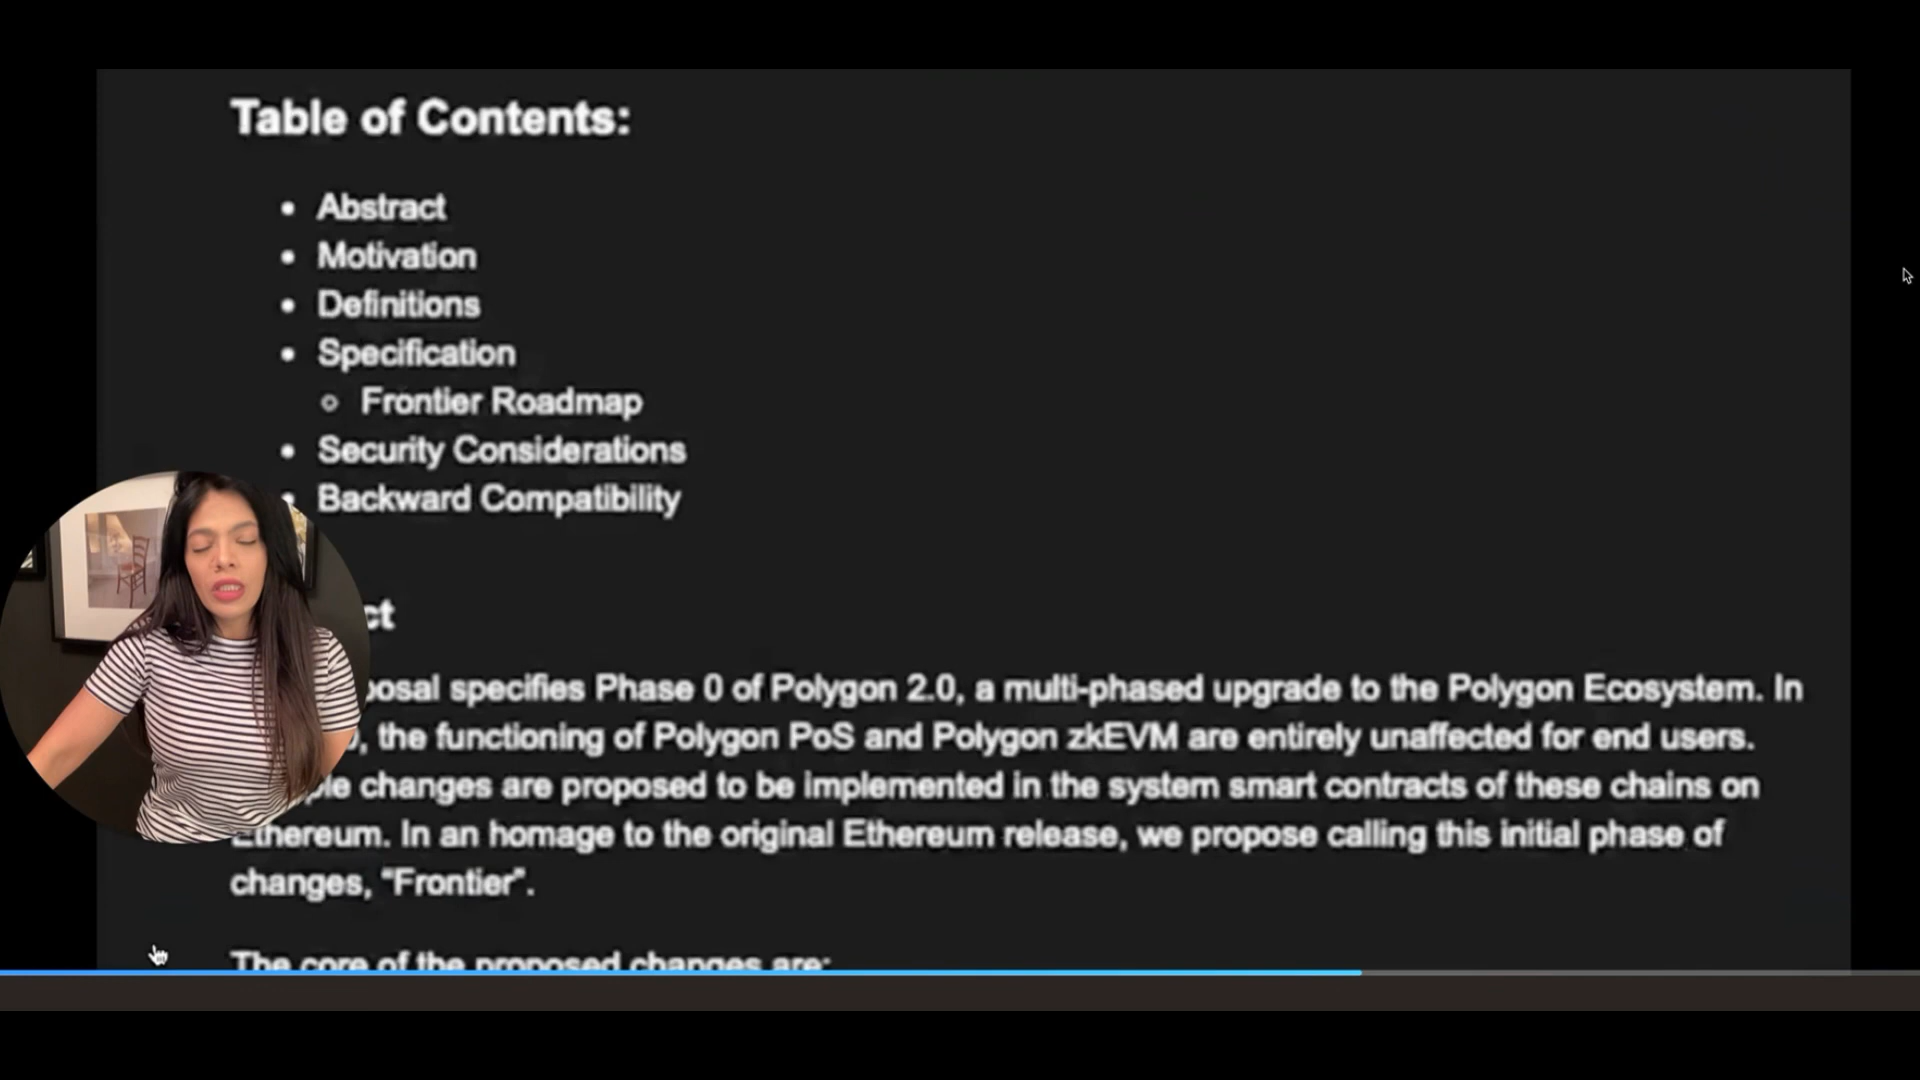 Table of Contents:
Abstract
Motivation
Definitions
Specification
Frontier Roadmap
Security Considerations
Backward Compatibility
specifies Phase 0 of Polygon 2.0, a multi-phased upgrade to the Polygon Ecosystem. In
the functioning of Polygon PoS and Polygon zkEVM are entirely unaffected for end users.
changes are proposed to be implemented in the system smart contracts of these chains on
Ethereum. In an homage to the original Ethereum release, we propose calling this initial phase of
changes, “Frontier”.
The core of the proposed changes are: